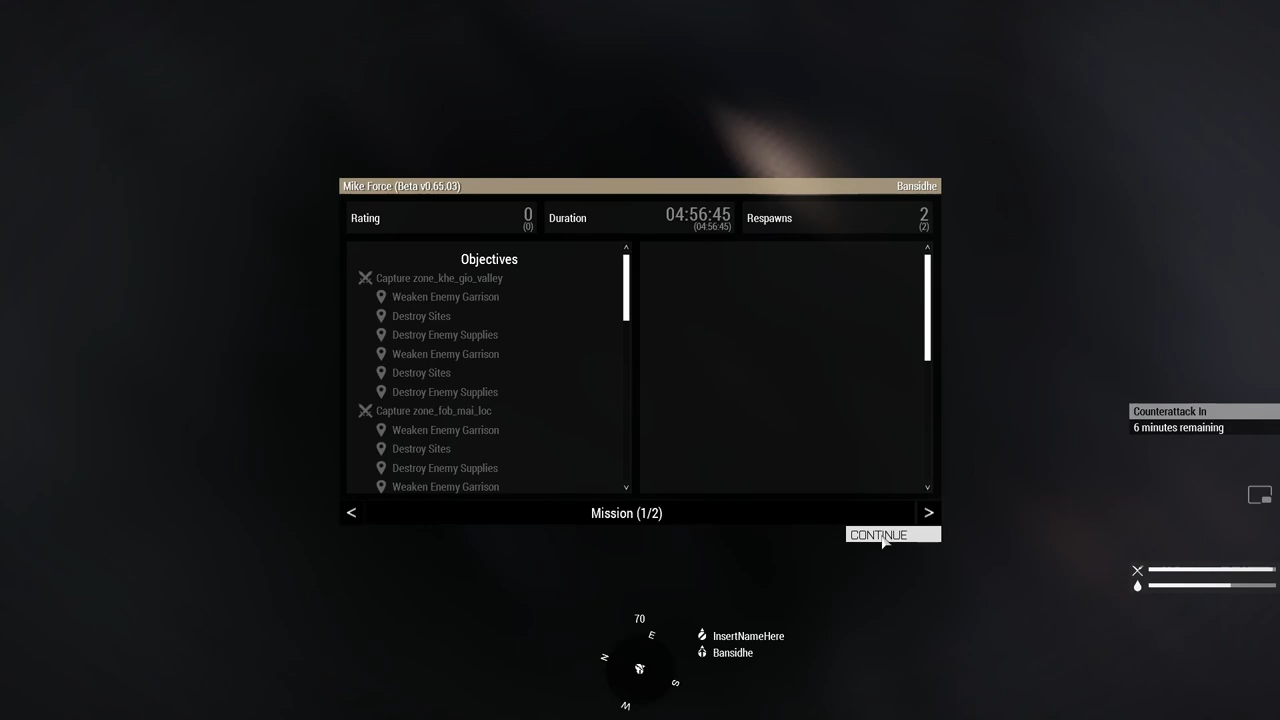 Mike Force (Beta v0.65.03) Bansidhe
Rating 0 (0) Duration 04:56:45 (04:56:45) Respawns 2 (2)
Objectives
Capture zone_khe_gio_valley
Weaken Enemy Garrison
Destroy Sites
Destroy Enemy Supplies
Weaken Enemy Garrison
Destroy Sites
Destroy Enemy Supplies
Capture zone_fob_mai_loc
Weaken Enemy Garrison
Destroy Sites
Destroy Enemy Supplies
Weaken Enemy Garrison
< Mission (1/2) >
CONTINUE
Counterattack In
6 minutes remaining
70
E
N
S
W
InsertNameHere
Bansidhe